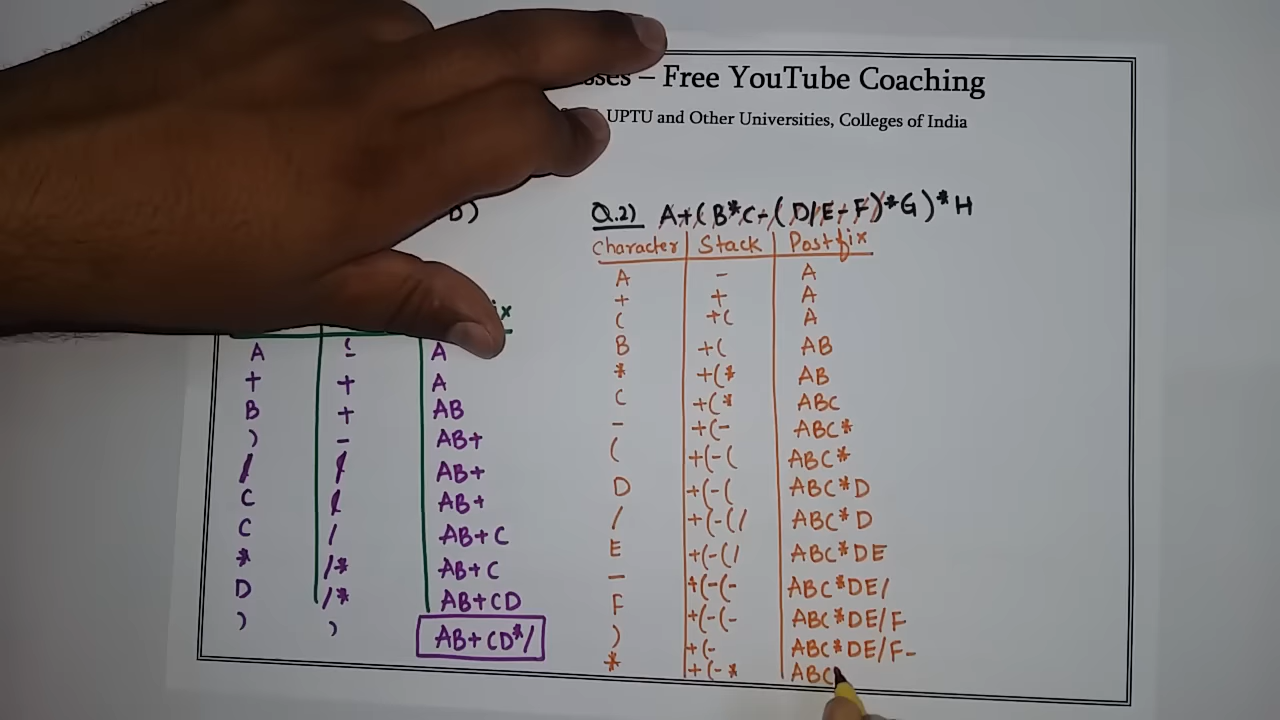 – Free YouTube Coaching
UPTU and Other Universities, Colleges of India
Q.2) A+(B*C-(D/E-F)*G)*H
Character Stack Postfix
A - A
+ + A
( +( A
B +( AB
* +(* AB
C +(* ABC
- +(- ABC*
( +(-( ABC*
D +(-( ABC*D
/ +(-(/ ABC*D
E +(-(/ ABC*DE
- +(-(- ABC*DE/
F +(-(- ABC*DE/F
) +(- ABC*DE/F-
* +(-* ABC
A ( A
+ + A
B + AB
) - AB+
/ / AB+
C ( AB+
C / AB+C
* /* AB+C
D /* AB+CD
) ) AB+CD*/